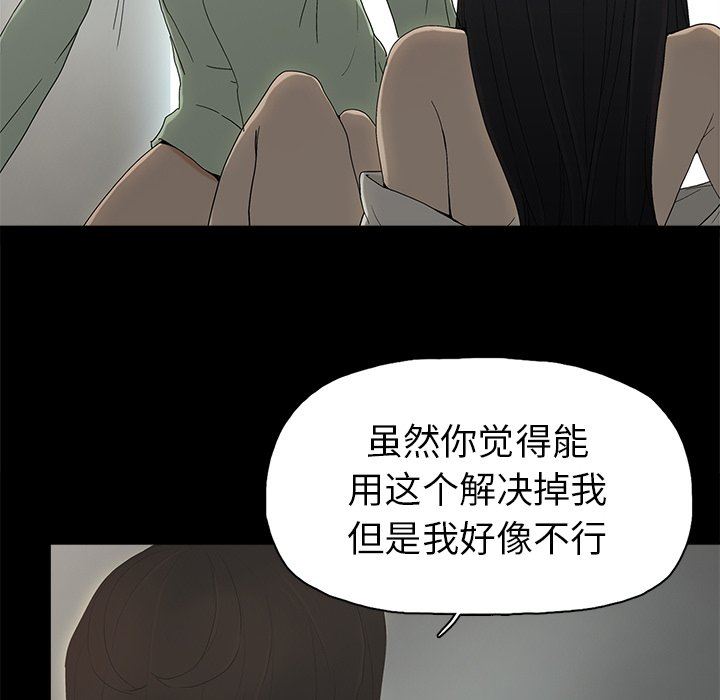 虽然你觉得能
用这个解决掉我
但是我好像不行